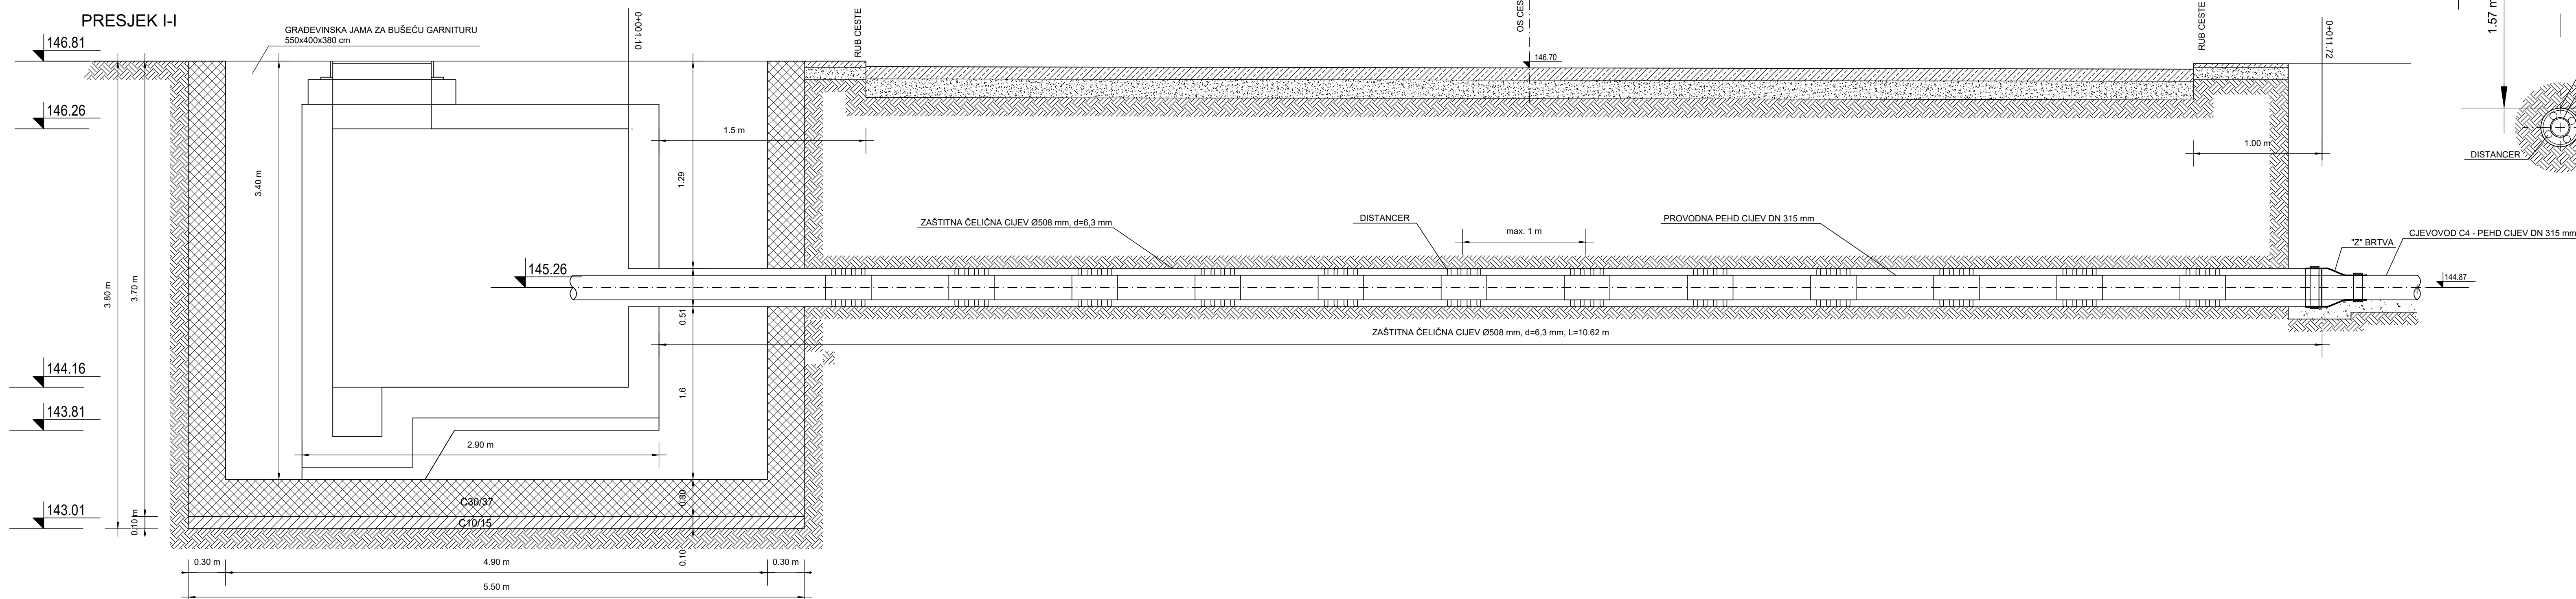 PRESJEK I-I
146.81
146.26
144.16
143.81
143.01
3.80 m
3.70 m
0.10 m
GRAĐEVINSKA JAMA ZA BUŠEĆU GARNITURU
550x400x380 cm
3.40 m
0+001.10
1.5 m
1.29
0.51
1.6
0.30
0.10
145.26
2.90 m
C30/37
C10/15
0.30 m
4.90 m
0.30 m
5.50 m
RUB CESTE
OS CES
146.70
RUB CESTE
0+011.72
1.00 m
ZAŠTITNA ČELIČNA CIJEV Ø508 mm, d=6,3 mm
DISTANCER
max. 1 m
PROVODNA PEHD CIJEV DN 315 mm
"Z" BRTVA
CJEVOVOD C4 - PEHD CIJEV DN 315 mm
144.87
ZAŠTITNA ČELIČNA CIJEV Ø508 mm, d=6,3 mm, L=10.62 m
1.57 m
DISTANCER